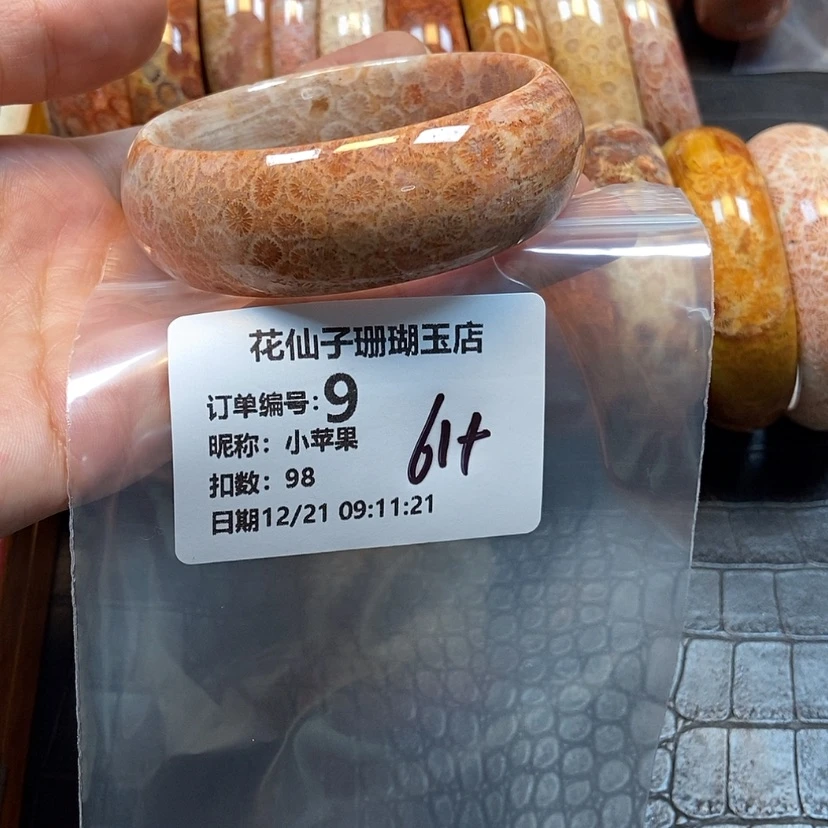 花仙子珊瑚玉店
订单编号:9
昵称：小苹果
61+
扣数：98
日期12/21 09:11:21